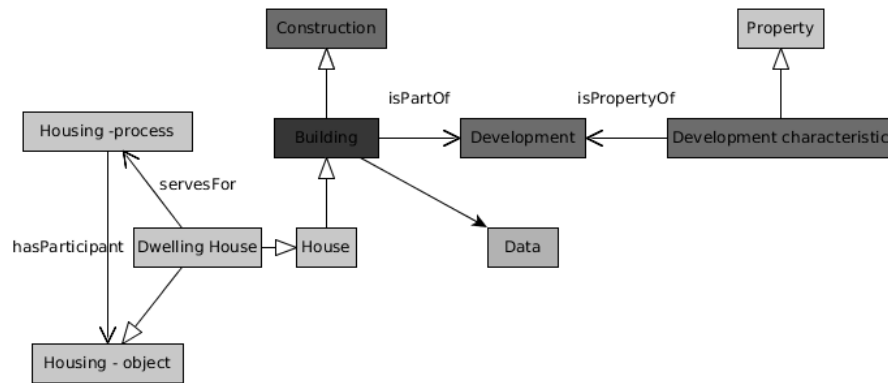 Construction
Property
isPartOf
isPropertyOf
Housing -process
Building
Development
Development characteristic
servesFor
hasParticipant
Dwelling House
House
Data
Housing - object